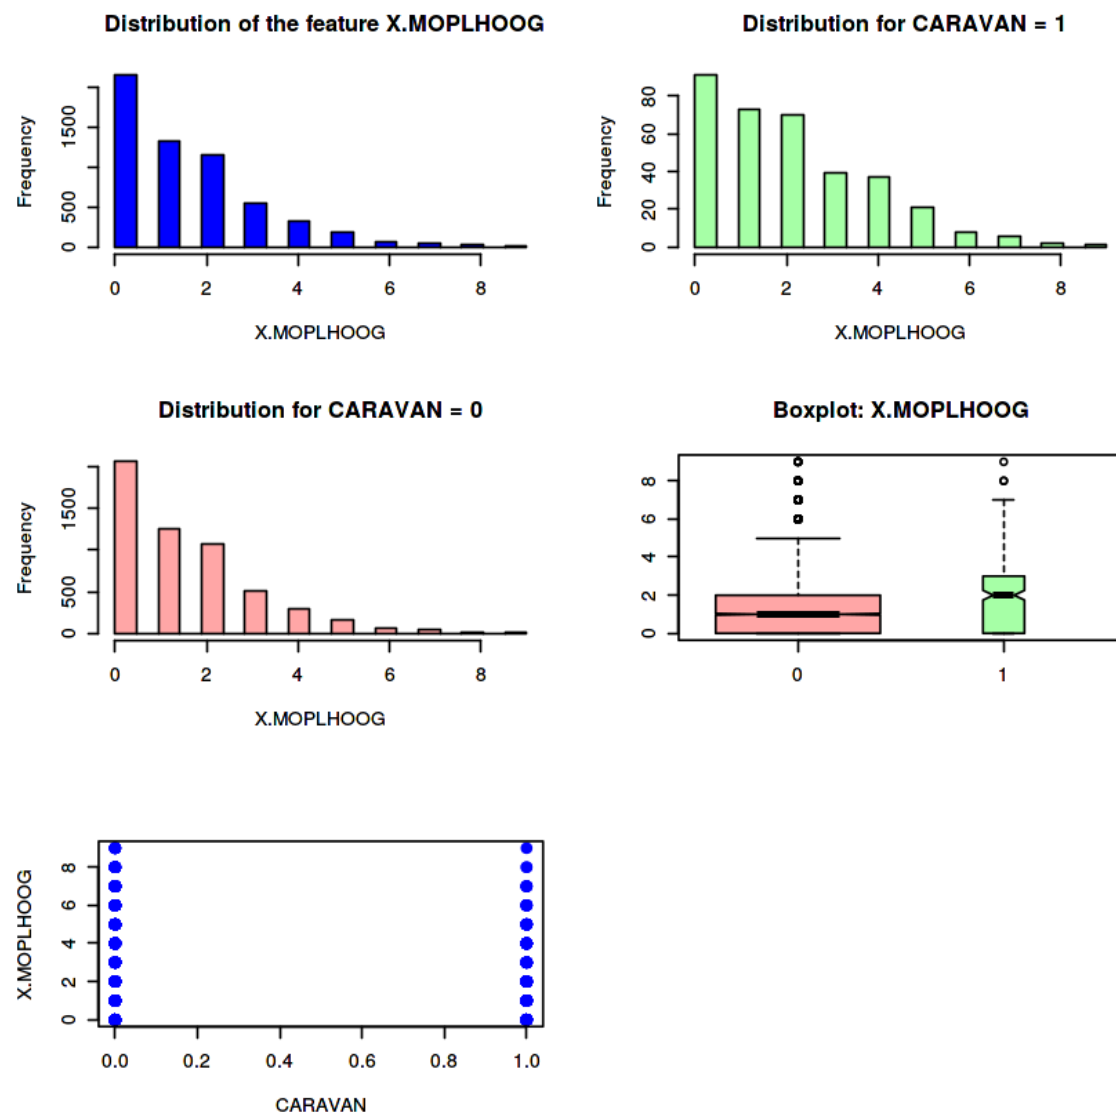 Distribution of the feature X.MOPLHOOG
Frequency
0
500
1500
0 2 4 6 8
X.MOPLHOOG
Distribution for CARAVAN = 1
Frequency
0
20
40
60
80
0 2 4 6 8
X.MOPLHOOG
Distribution for CARAVAN = 0
Frequency
0
500
1500
0 2 4 6 8
X.MOPLHOOG
Boxplot: X.MOPLHOOG
0
2
4
6
8
0 1
X.MOPLHOOG
0
2
4
6
8
0.0 0.2 0.4 0.6 0.8 1.0
CARAVAN